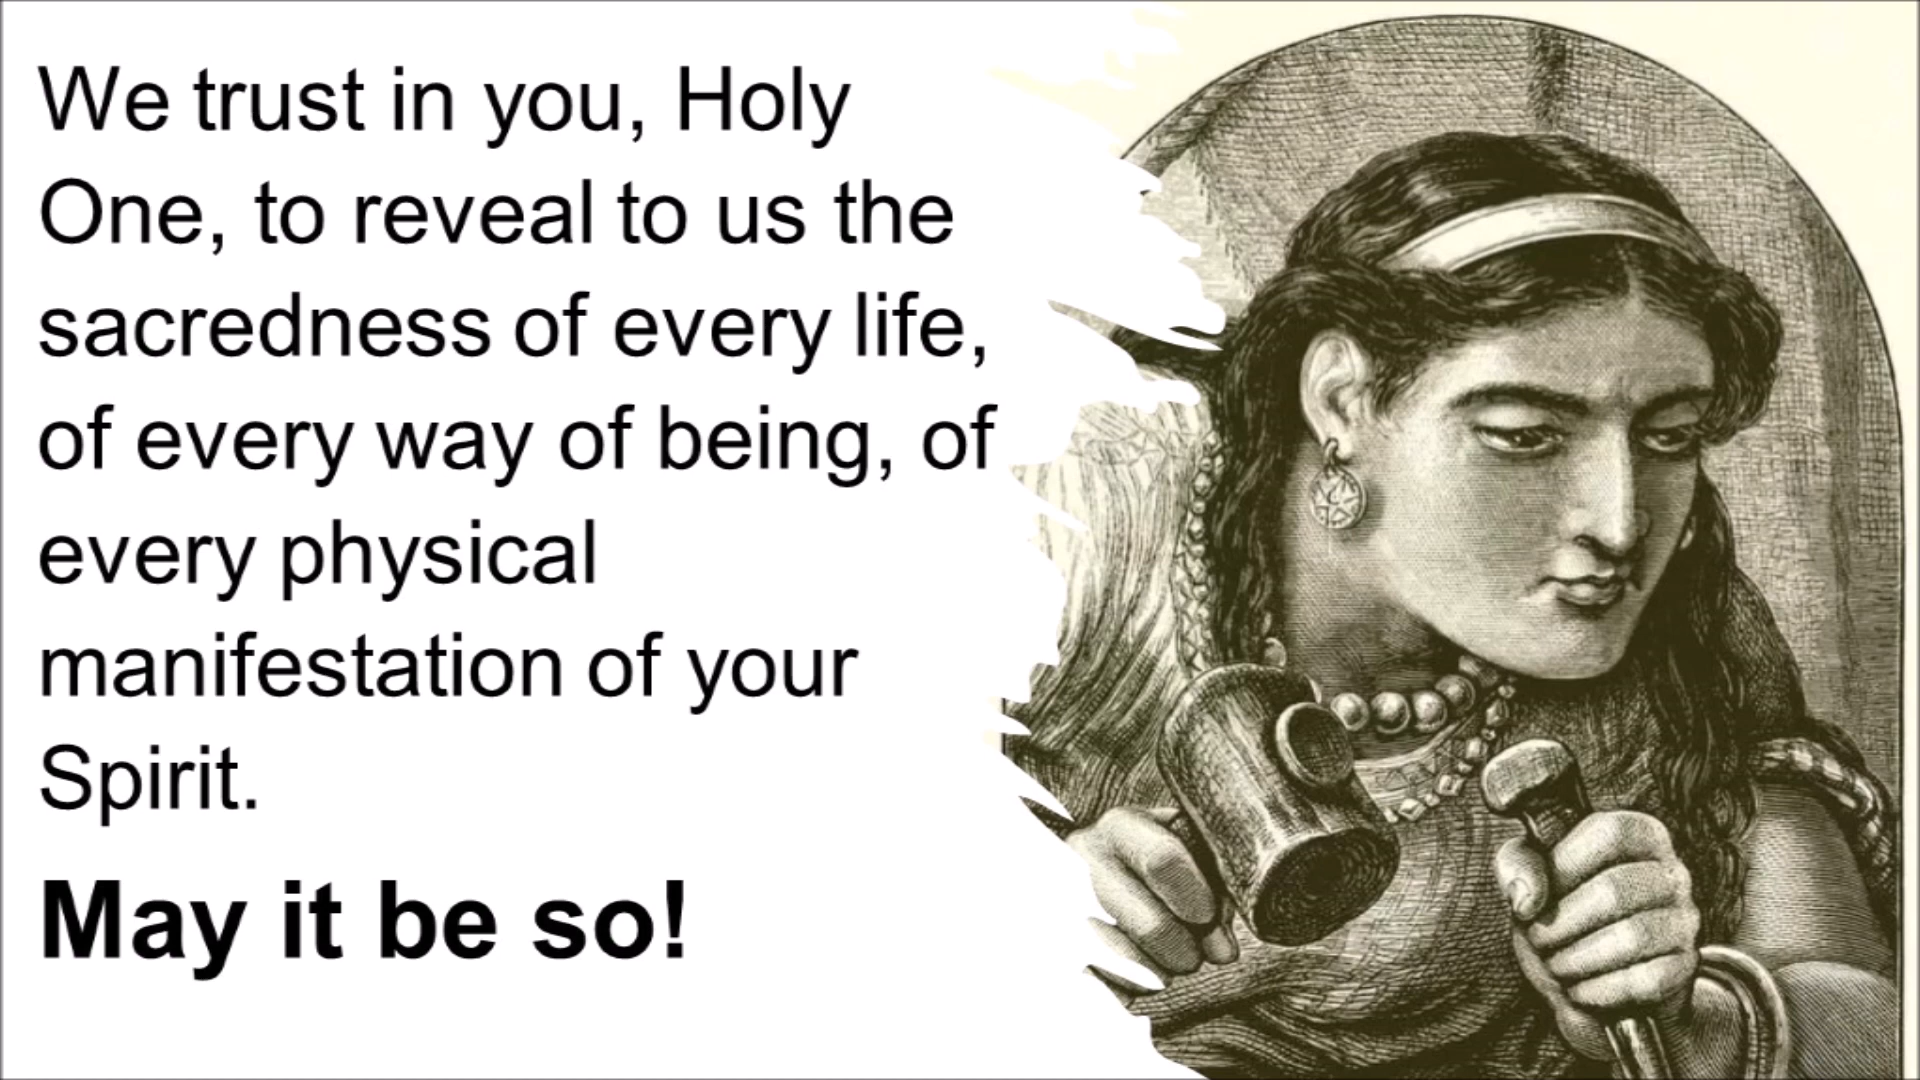 We trust in you, Holy
One, to reveal to us the
sacredness of every life,
of every way of being, of
every physical
manifestation of your
Spirit.
May it be so!